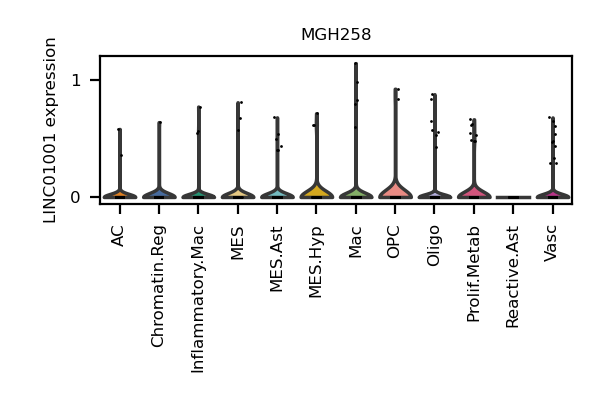 MGH258
LINC01001 expression
1
0
AC
Chromatin.Reg
Inflammatory.Mac
MES
MES.Ast
MES.Hyp
Mac
OPC
Oligo
Prolif.Metab
Reactive.Ast
Vasc